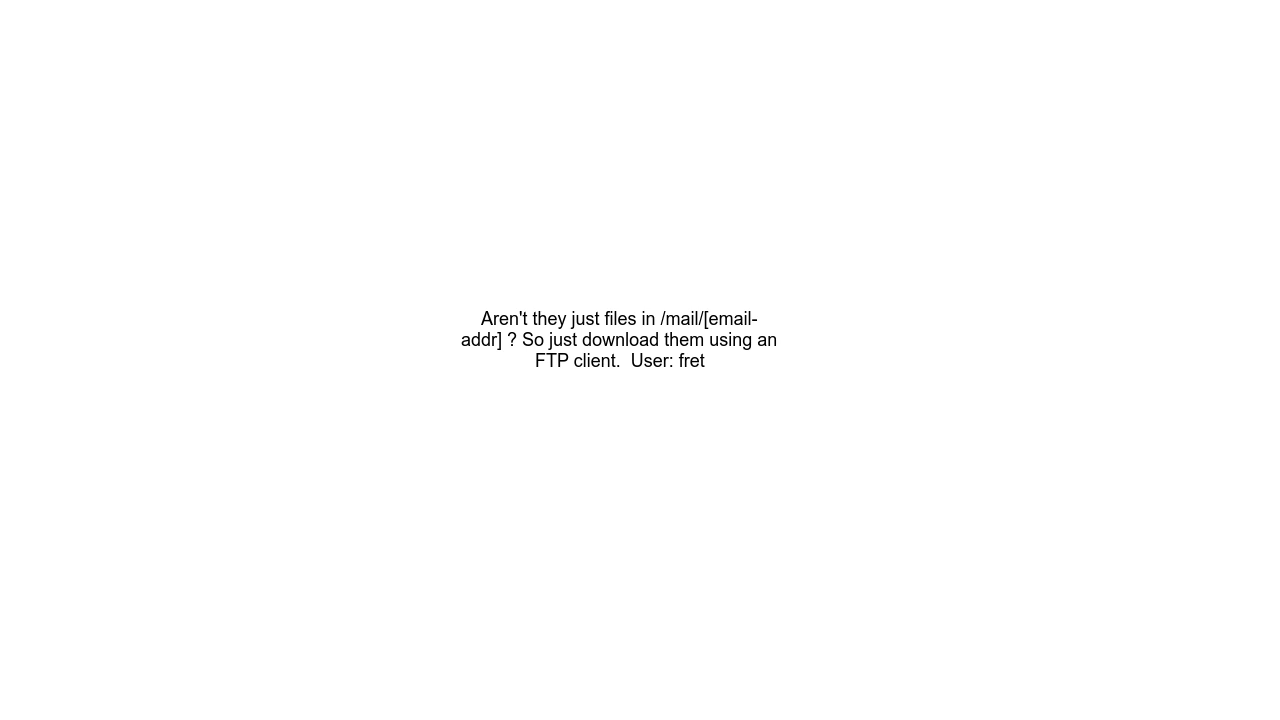 Aren't they just files in /mail/[email-
addr] ? So just download them using an
FTP client.  User: fret